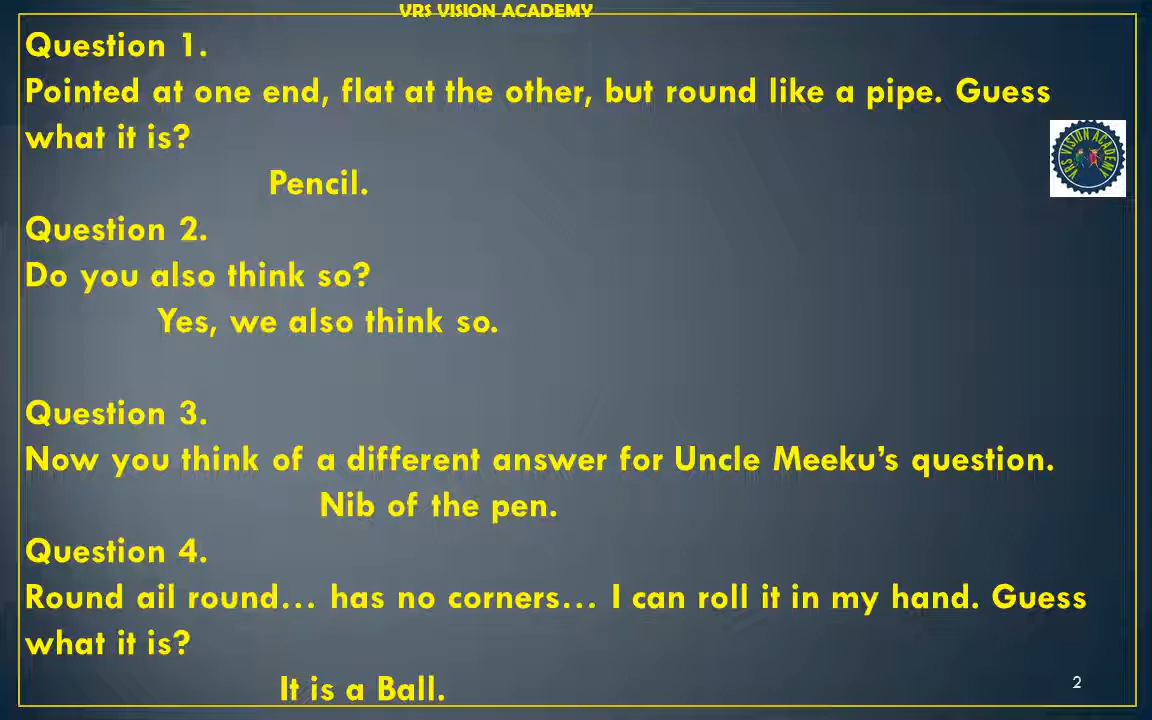 VRS VISION ACADEMY
Question 1.
Pointed at one end, flat at the other, but round like a pipe. Guess
what it is?
VRS VISION ACADEMY
Pencil.
Question 2.
Do you also think so?
Yes, we also think so.
Question 3.
Now you think of a different answer for Uncle Meeku’s question.
Nib of the pen.
Question 4.
Round ail round… has no corners… I can roll it in my hand. Guess
what it is?
It is a Ball.
2